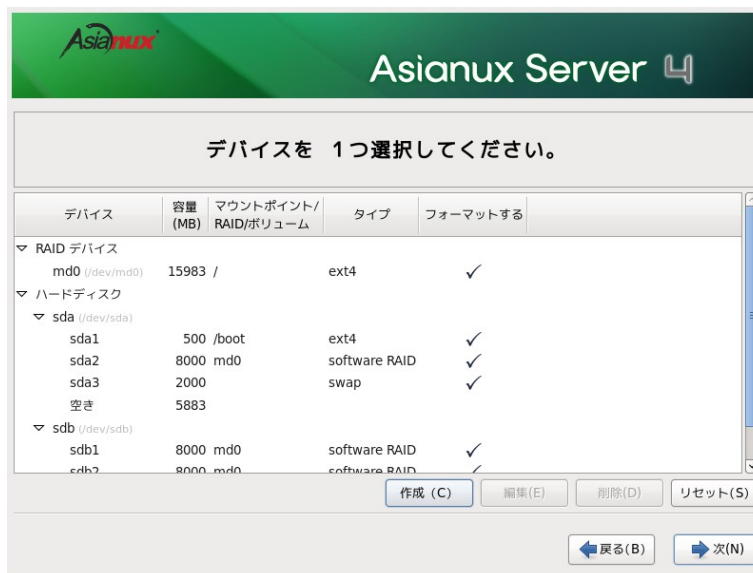 Asianux
Asianux Server 4
デバイスを 1つ選択してください。
デバイス 容量 (MB) マウントポイント/ RAID/ボリューム タイプ フォーマットする
RAID デバイス
md0 (/dev/md0) 15983 / ext4 ✓
ハードディスク
sda (/dev/sda)
sda1 500 /boot ext4 ✓
sda2 8000 md0 software RAID ✓
sda3 2000 swap ✓
空き 5883
sdb (/dev/sdb)
sdb1 8000 md0 software RAID ✓
sdb2 8000 md0 software RAID ✓
作成 (C) 編集(E) 削除(D) リセット(S)
戻る(B) 次(N)